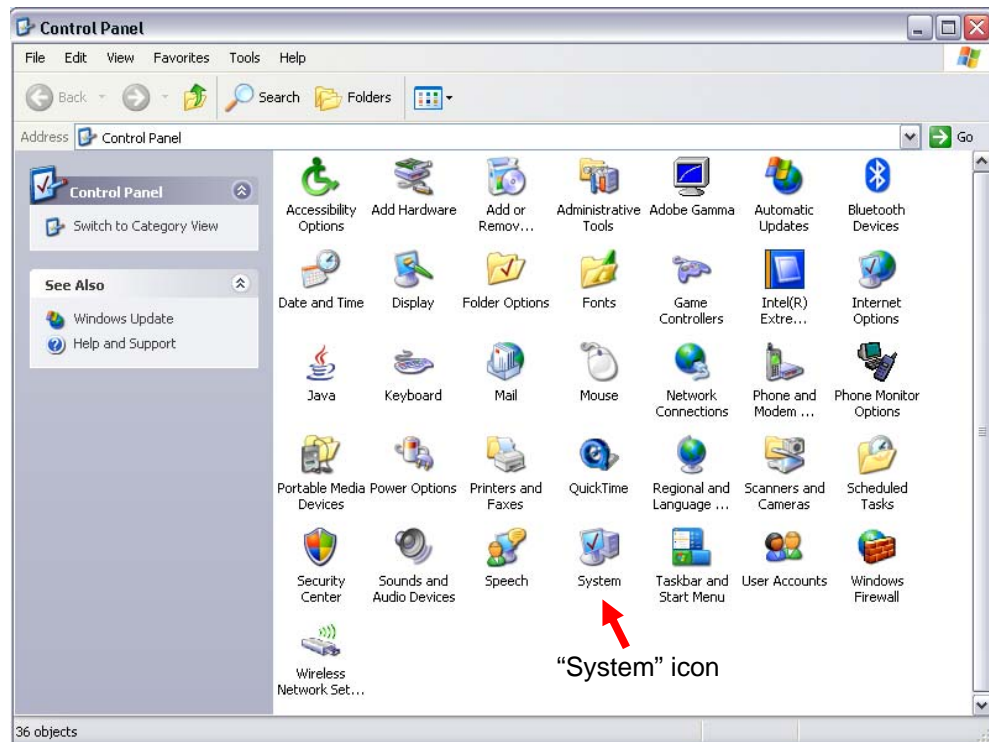 Control Panel
File Edit View Favorites Tools Help
Back Search Folders
Address Control Panel Go
Control Panel
Switch to Category View
See Also
Windows Update
Help and Support
Accessibility Options
Add Hardware
Add or Remov...
Administrative Tools
Adobe Gamma
Automatic Updates
Bluetooth Devices
Date and Time
Display
Folder Options
Fonts
Game Controllers
Intel(R) Extre...
Internet Options
Java
Keyboard
Mail
Mouse
Network Connections
Phone and Modem ...
Phone Monitor Options
Portable Media Devices
Power Options
Printers and Faxes
QuickTime
Regional and Language ...
Scanners and Cameras
Scheduled Tasks
Security Center
Sounds and Audio Devices
Speech
System
Taskbar and Start Menu
User Accounts
Windows Firewall
Wireless Network Set...
“System” icon
36 objects